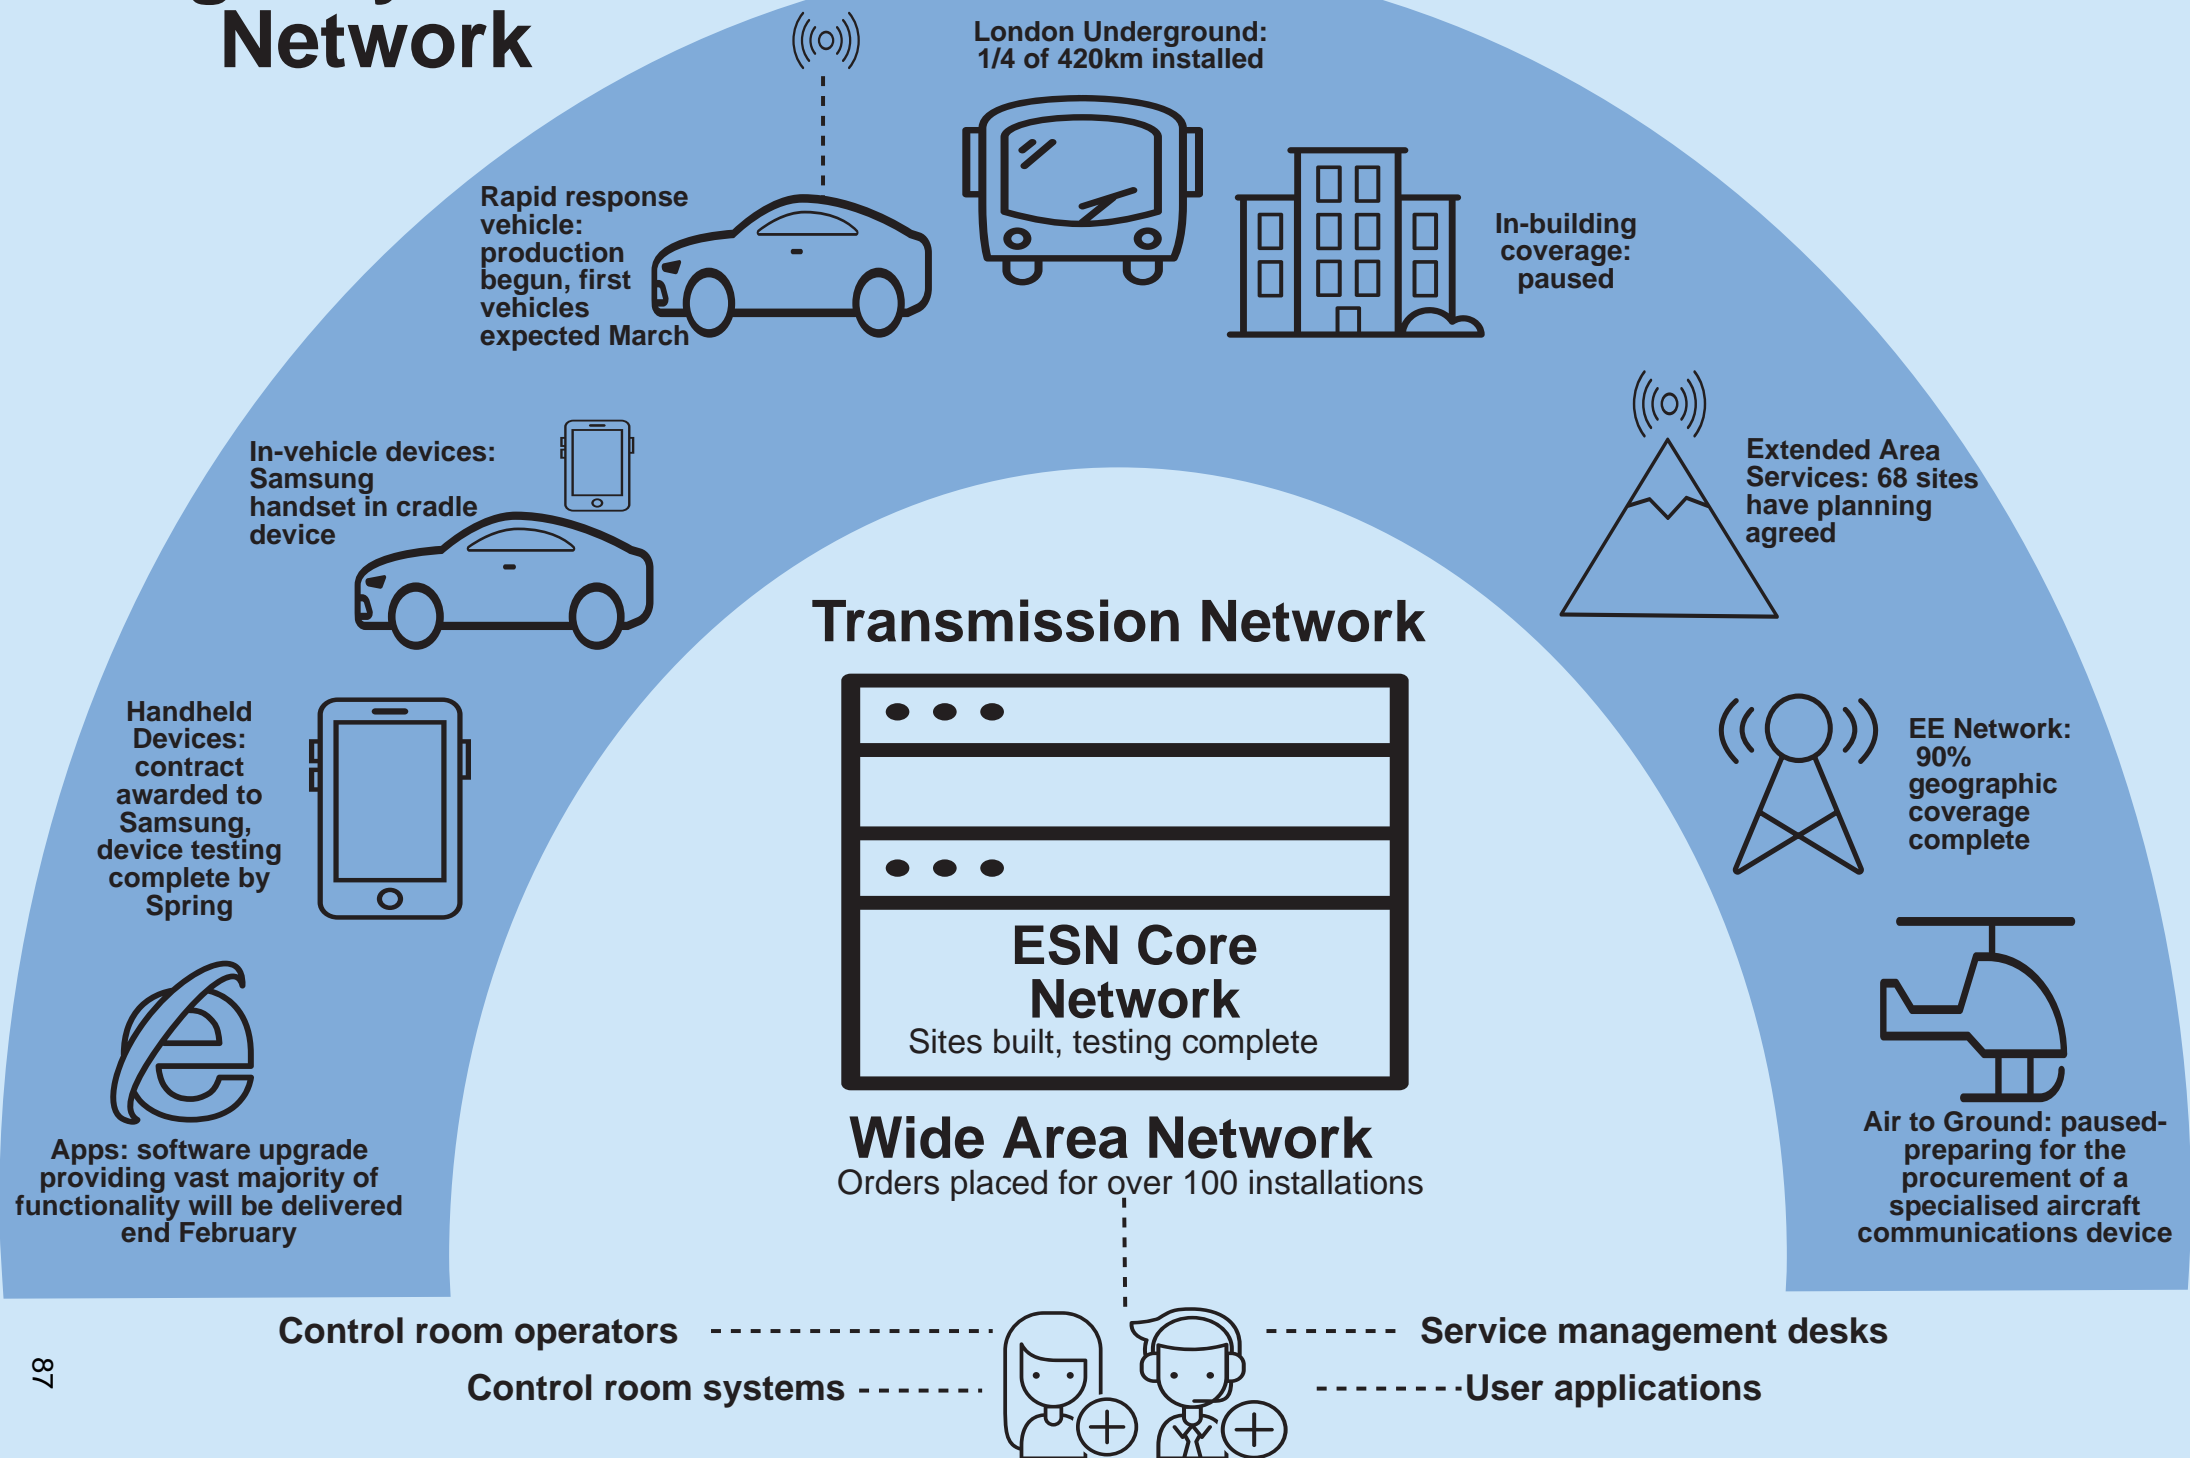 Network
London Underground:
1/4 of 420km installed
Rapid response
vehicle:
production
begun, first
vehicles
expected March
In-building
coverage:
paused
In-vehicle devices:
Samsung
handset in cradle
device
Extended Area
Services: 68 sites
have planning
agreed
Transmission Network
Handheld
Devices:
contract
awarded to
Samsung,
device testing
complete by
Spring
EE Network:
90%
geographic
coverage
complete
ESN Core
Network
Sites built, testing complete
Apps: software upgrade
providing vast majority of
functionality will be delivered
end February
Wide Area Network
Orders placed for over 100 installations
Air to Ground: paused-
preparing for the
procurement of a
specialised aircraft
communications device
Control room operators
Service management desks
Control room systems
User applications
87